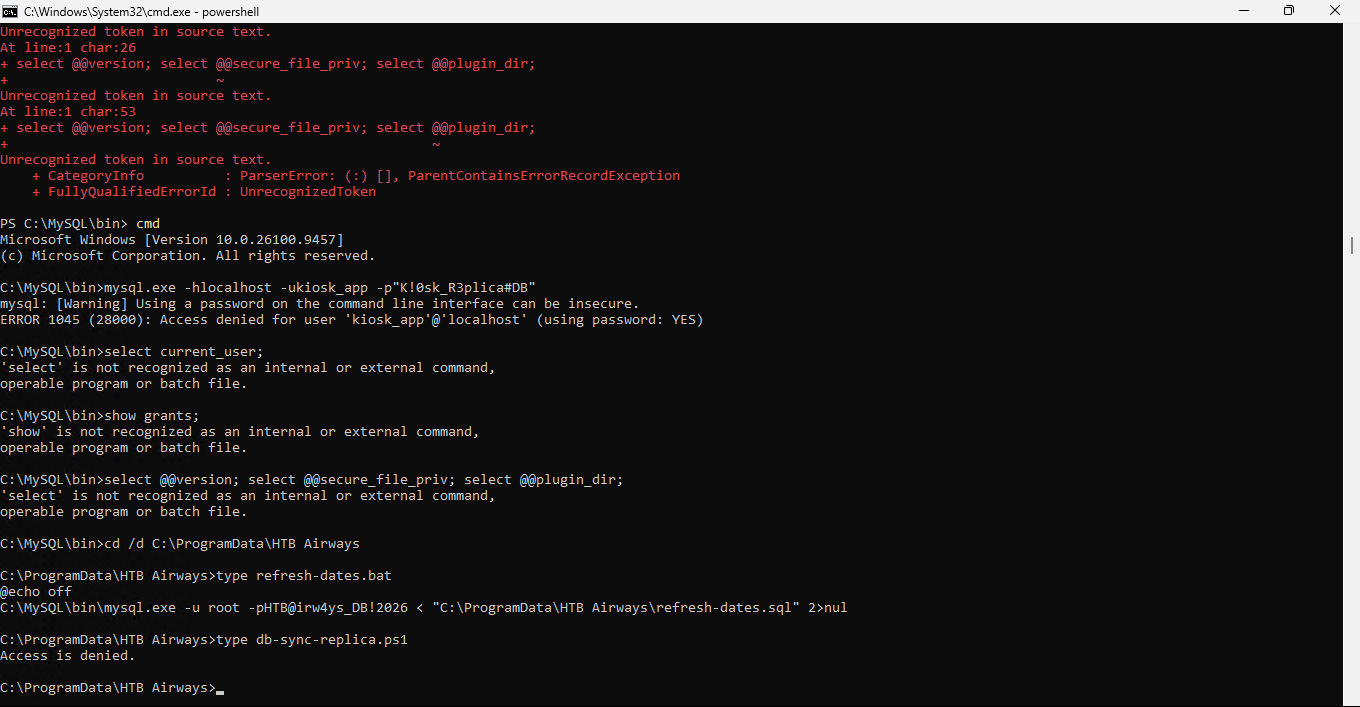 C:\Windows\System32\cmd.exe - powershell
Unrecognized token in source text.
At line:1 char:26
+ select @@version; select @@secure_file_priv; select @@plugin_dir;
+                          ~
Unrecognized token in source text.
At line:1 char:53
+ select @@version; select @@secure_file_priv; select @@plugin_dir;
+                                                     ~
Unrecognized token in source text.
    + CategoryInfo          : ParserError: (:) [], ParentContainsErrorRecordException
    + FullyQualifiedErrorId : UnrecognizedToken

PS C:\MySQL\bin> cmd
Microsoft Windows [Version 10.0.26100.9457]
(c) Microsoft Corporation. All rights reserved.

C:\MySQL\bin>mysql.exe -hlocalhost -ukiosk_app -p"K!0sk_R3plica#DB"
mysql: [Warning] Using a password on the command line interface can be insecure.
ERROR 1045 (28000): Access denied for user 'kiosk_app'@'localhost' (using password: YES)

C:\MySQL\bin>select current_user;
'select' is not recognized as an internal or external command,
operable program or batch file.

C:\MySQL\bin>show grants;
'show' is not recognized as an internal or external command,
operable program or batch file.

C:\MySQL\bin>select @@version; select @@secure_file_priv; select @@plugin_dir;
'select' is not recognized as an internal or external command,
operable program or batch file.

C:\MySQL\bin>cd /d C:\ProgramData\HTB Airways

C:\ProgramData\HTB Airways>type refresh-dates.bat
@echo off
C:\MySQL\bin\mysql.exe -u root -pHTB@irw4ys_DB!2026 < "C:\ProgramData\HTB Airways\refresh-dates.sql" 2>nul

C:\ProgramData\HTB Airways>type db-sync-replica.ps1
Access is denied.

C:\ProgramData\HTB Airways>